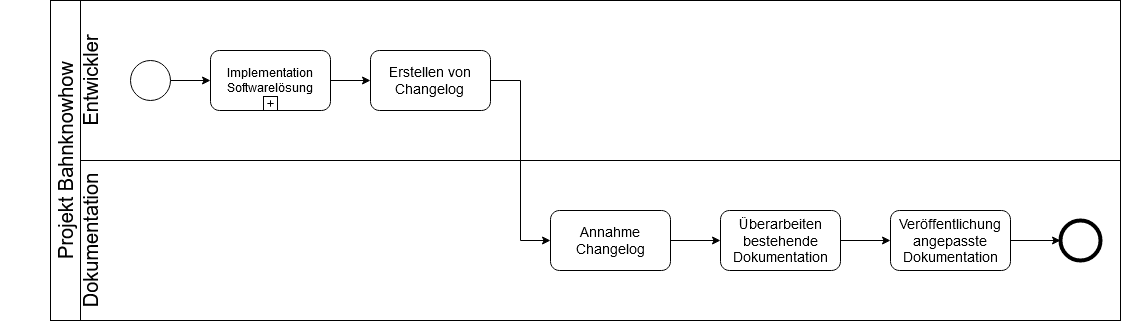 Projekt Bahnknowhow
Entwickler
Implementation
Softwarelösung
+
Erstellen von
Changelog
Dokumentation
Annahme
Changelog
Überarbeiten
bestehende
Dokumentation
Veröffentlichung
angepasste
Dokumentation